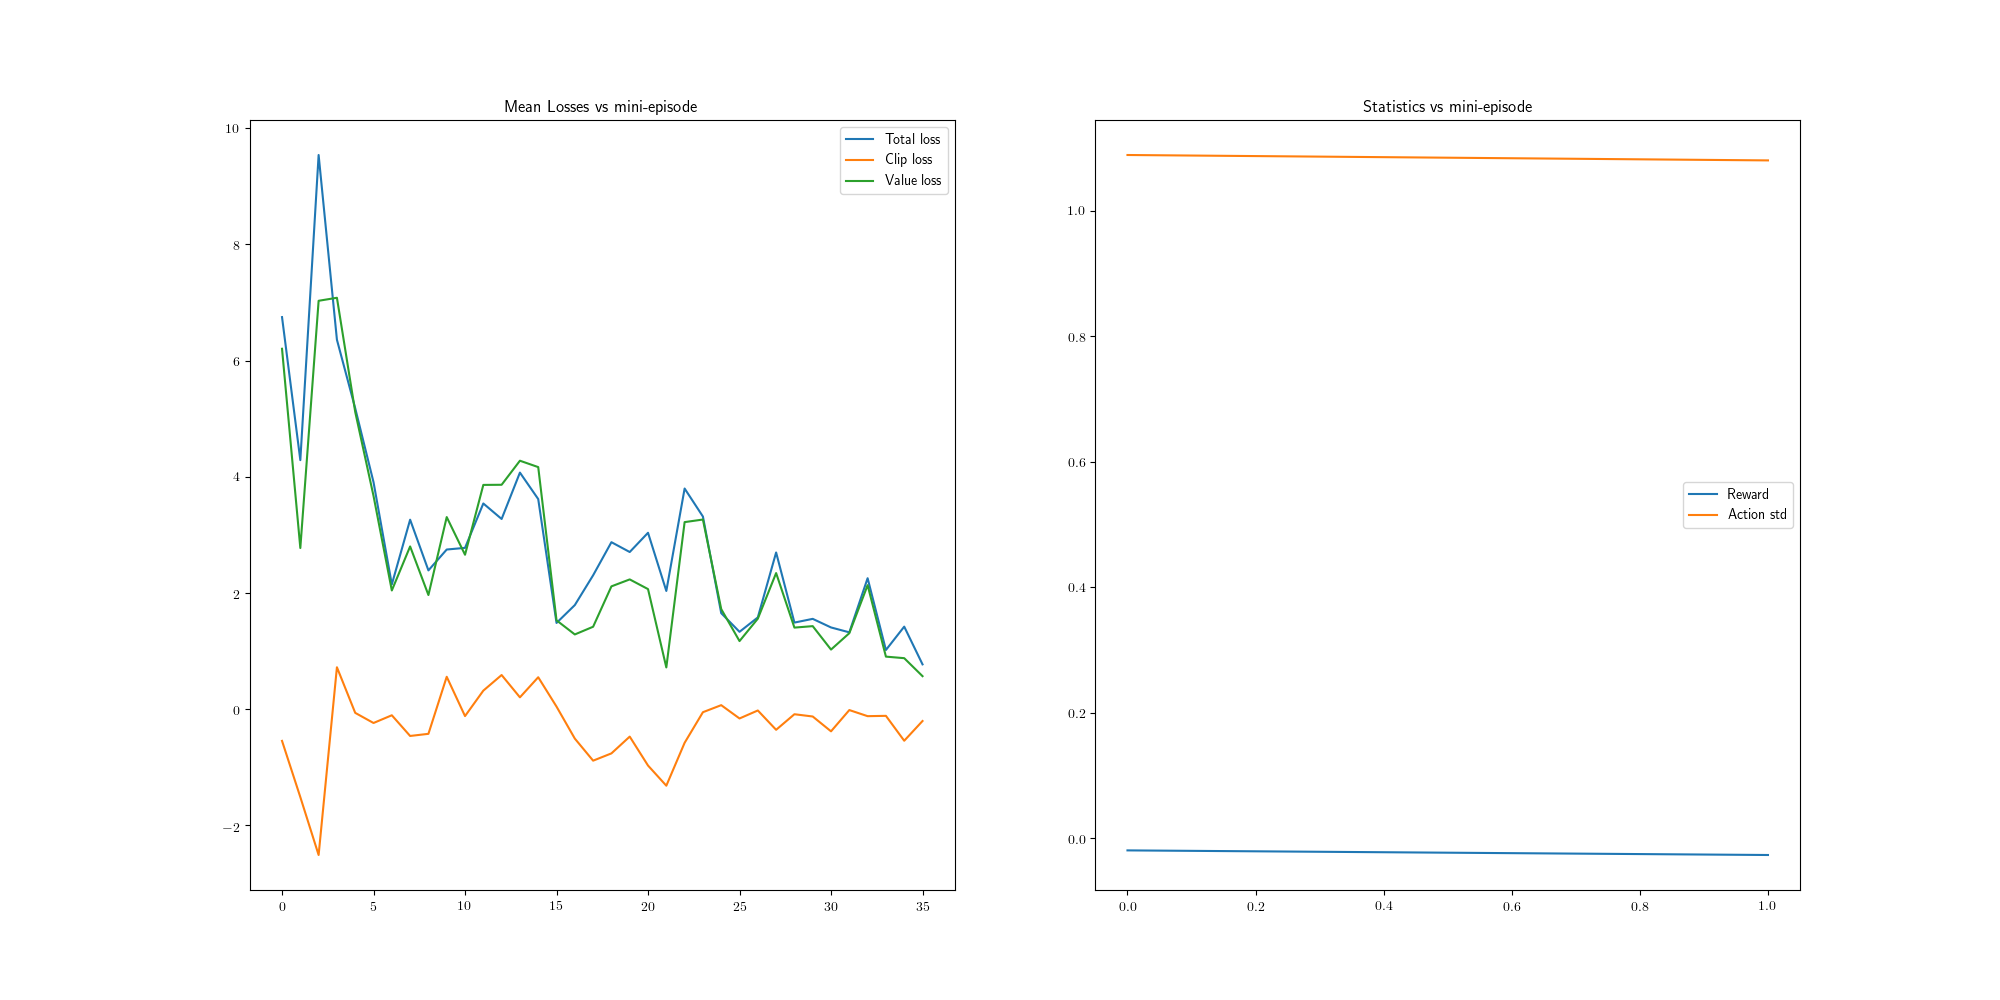 Mean Losses vs mini-episode
10
8
6
4
2
0
−2
0 5 10 15 20 25 30 35
Total loss
Clip loss
Value loss
Statistics vs mini-episode
1.0
0.8
0.6
0.4
0.2
0.0
0.0 0.2 0.4 0.6 0.8 1.0
Reward
Action std